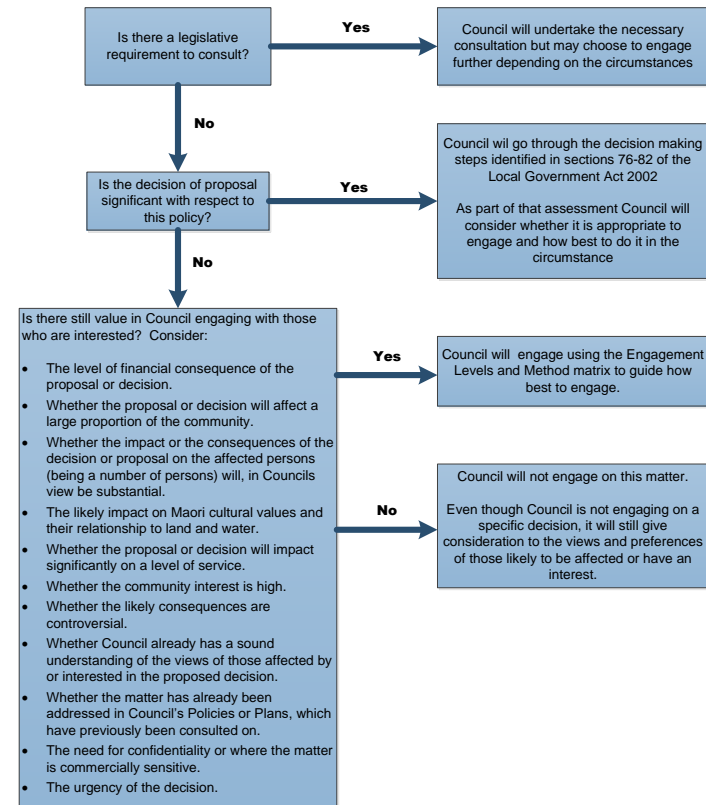 Is there a legislative
requirement to consult?
Yes
Council will undertake the necessary
consultation but may choose to engage
further depending on the circumstances
No
Is the decision of proposal
significant with respect to
this policy?
Yes
Council wil go through the decision making
steps identified in sections 76-82 of the
Local Government Act 2002
As part of that assessment Council will
consider whether it is appropriate to
engage and how best to do it in the
circumstance
No
Is there still value in Council engaging with those
who are interested?  Consider:
• The level of financial consequence of the
proposal or decision.
• Whether the proposal or decision will affect a
large proportion of the community.
• Whether the impact or the consequences of the
decision or proposal on the affected persons
(being a number of persons) will, in Councils
view be substantial.
• The likely impact on Maori cultural values and
their relationship to land and water.
• Whether the proposal or decision will impact
significantly on a level of service.
• Whether the community interest is high.
• Whether the likely consequences are
controversial.
• Whether Council already has a sound
understanding of the views of those affected by
or interested in the proposed decision.
• Whether the matter has already been
addressed in Council's Policies or Plans, which
have previously been consulted on.
• The need for confidentiality or where the matter
is commercially sensitive.
• The urgency of the decision.
Yes
Council will  engage using the Engagement
Levels and Method matrix to guide how
best to engage.
No
Council will not engage on this matter.
Even though Council is not engaging on a
specific decision, it will still give
consideration to the views and preferences
of those likely to be affected or have an
interest.